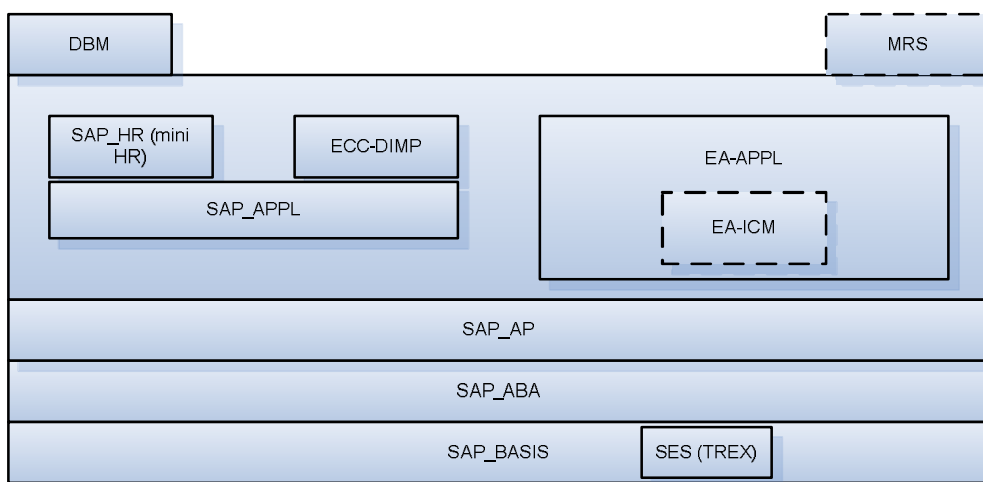 DBM
MRS
SAP_HR (mini
HR)
ECC-DIMP
EA-APPL
SAP_APPL
EA-ICM
SAP_AP
SAP_ABA
SAP_BASIS
SES (TREX)